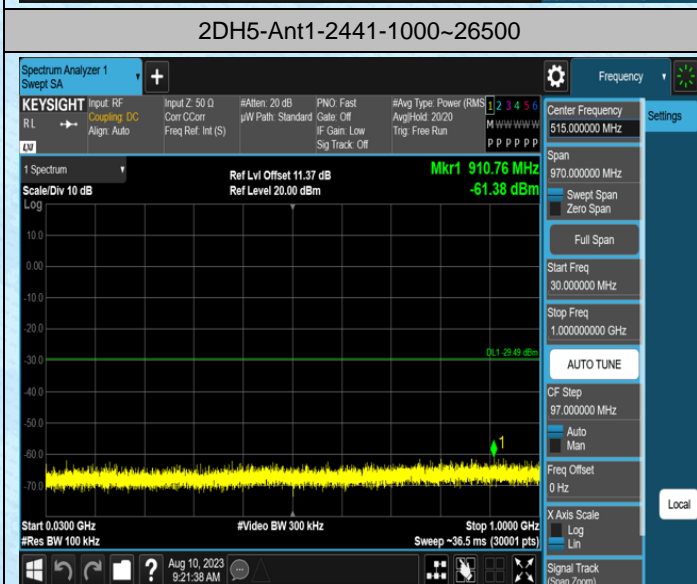 2DH5-Ant1-2441-1000~26500
Spectrum Analyzer 1
Swept SA
Frequency
Settings
KEYSIGHT
RL
LXI
Input: RF
Coupling: DC
Align: Auto
Input Z: 50 Ω
Corr CCorr
Freq Ref: Int (S)
#Atten: 20 dB
µW Path: Standard
PNO: Fast
Gate: Off
IF Gain: Low
Sig Track: Off
#Avg Type: Power (RMS
Avg|Hold: 20/20
Trig: Free Run
1 2 3 4 5 6
M W W W W W
P P P P P P
1 Spectrum
Scale/Div 10 dB
Log
Ref Lvl Offset 11.37 dB
Ref Level 20.00 dBm
Mkr1 910.76 MHz
-61.38 dBm
10.0
0.00
-10.0
-20.0
-30.0
-40.0
-50.0
-60.0
-70.0
DL1 -29.49 dBm
1
Start 0.0300 GHz
#Res BW 100 kHz
#Video BW 300 kHz
Stop 1.0000 GHz
Sweep ~36.5 ms (30001 pts)
Center Frequency
515.000000 MHz
Span
970.000000 MHz
Swept Span
Zero Span
Full Span
Start Freq
30.000000 MHz
Stop Freq
1.000000000 GHz
AUTO TUNE
CF Step
97.000000 MHz
Auto
Man
Freq Offset
0 Hz
X Axis Scale
Log
Lin
Signal Track
(Span Zoom)
Local
?
Aug 10, 2023
9:21:38 AM